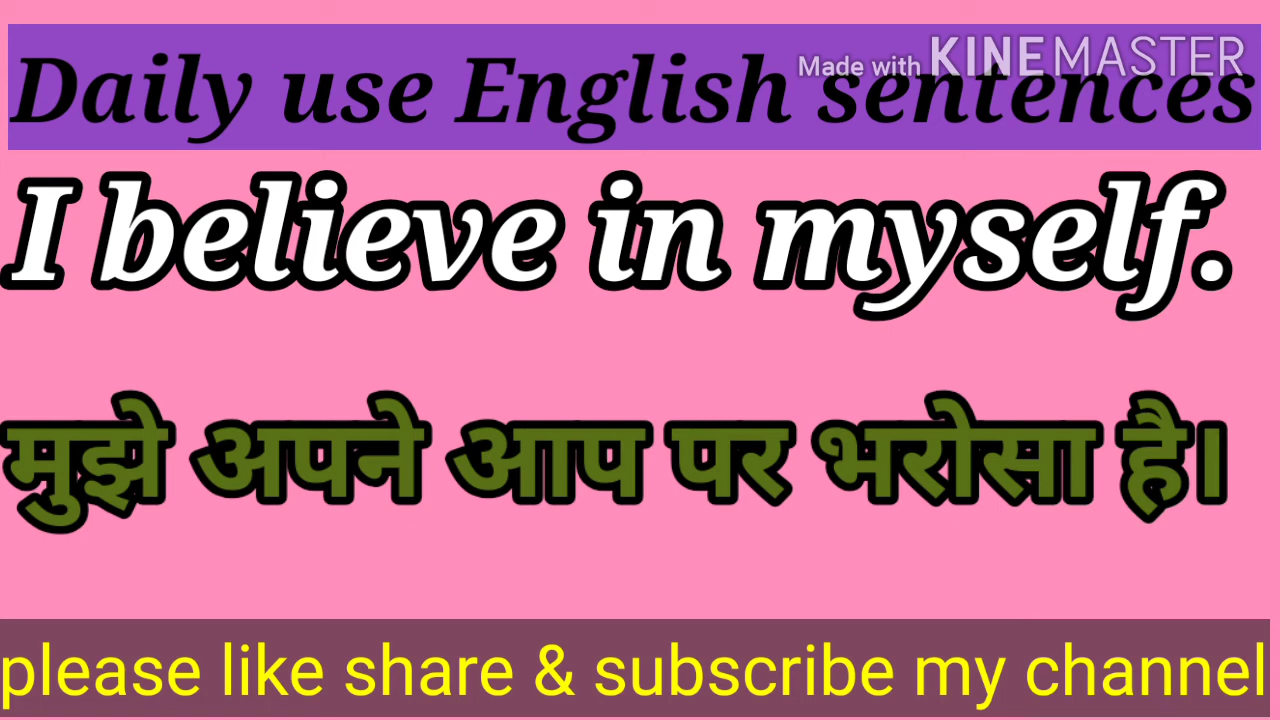 Made with KINEMASTER
Daily use English sentences
I believe in myself.
मुझे अपने आप पर भरोसा है।
please like share & subscribe my channel